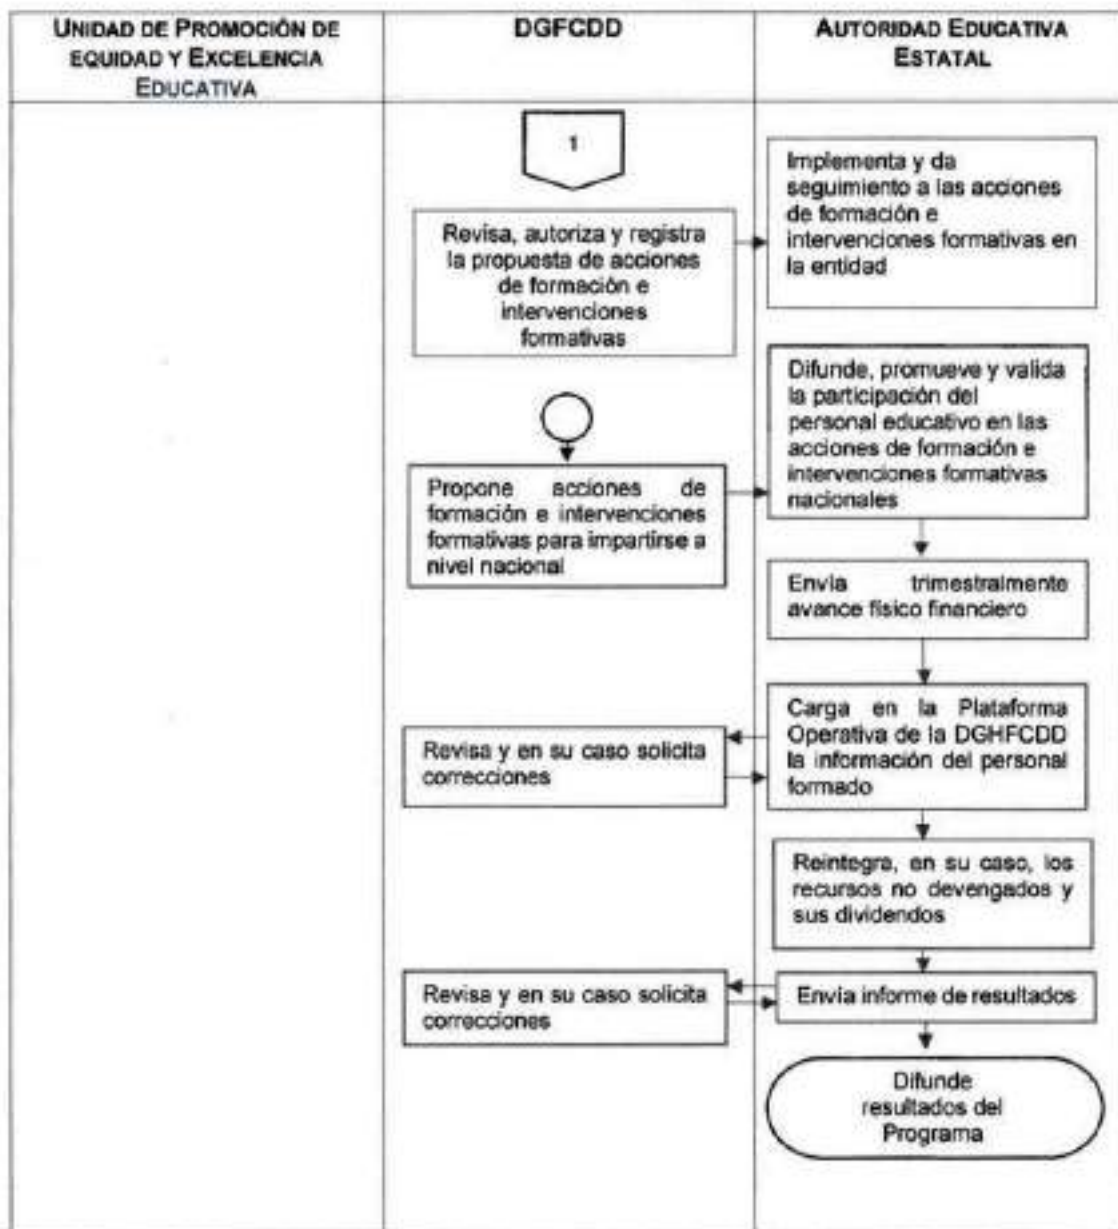 UNIDAD DE PROMOCIÓN DE
EQUIDAD Y EXCELENCIA
EDUCATIVA
DGFCDD
AUTORIDAD EDUCATIVA
ESTATAL
1
Revisa, autoriza y registra
la propuesta de acciones
de formación e
intervenciones
formativas
Implementa y da
seguimiento a las acciones
de formación e
intervenciones formativas en
la entidad
Propone acciones de
formación e intervenciones
formativas para impartirse a
nivel nacional
Difunde, promueve y valida
la participación del
personal educativo en las
acciones de formación e
intervenciones formativas
nacionales
Envía trimestralmente
avance físico financiero
Carga en la Plataforma
Operativa de la DGHFCDD
la información del personal
formado
Revisa y en su caso solicita
correcciones
Reintegra, en su caso, los
recursos no devengados y
sus dividendos
Envía informe de resultados
Revisa y en su caso solicita
correcciones
Difunde
resultados del
Programa